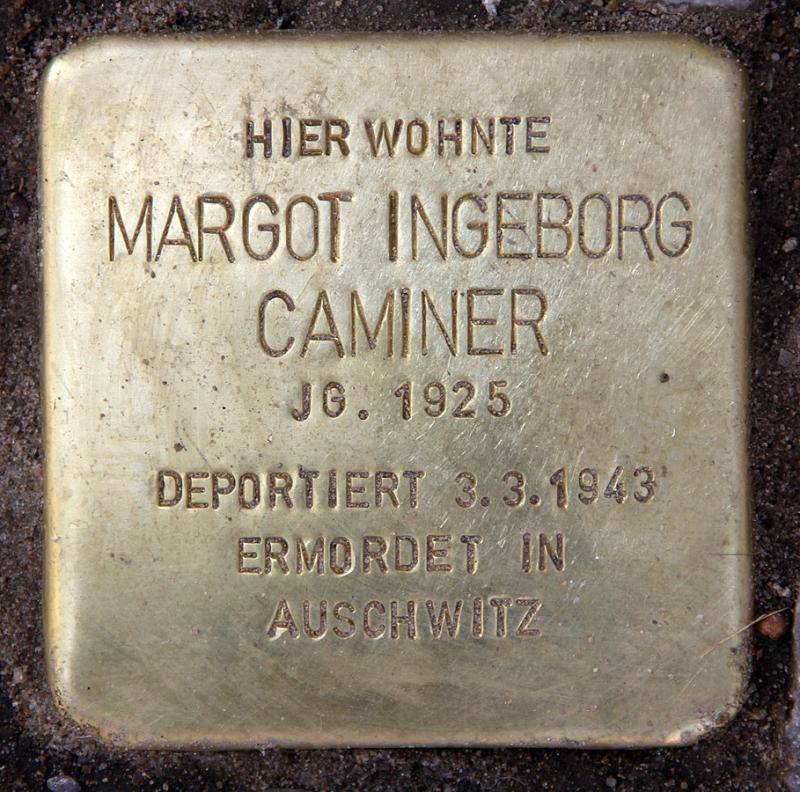 HIER WOHNTE
MARGOT INGEBORG
CAMINER
JG. 1925
DEPORTIERT 3.3.1943
ERMORDET IN
AUSCHWITZ